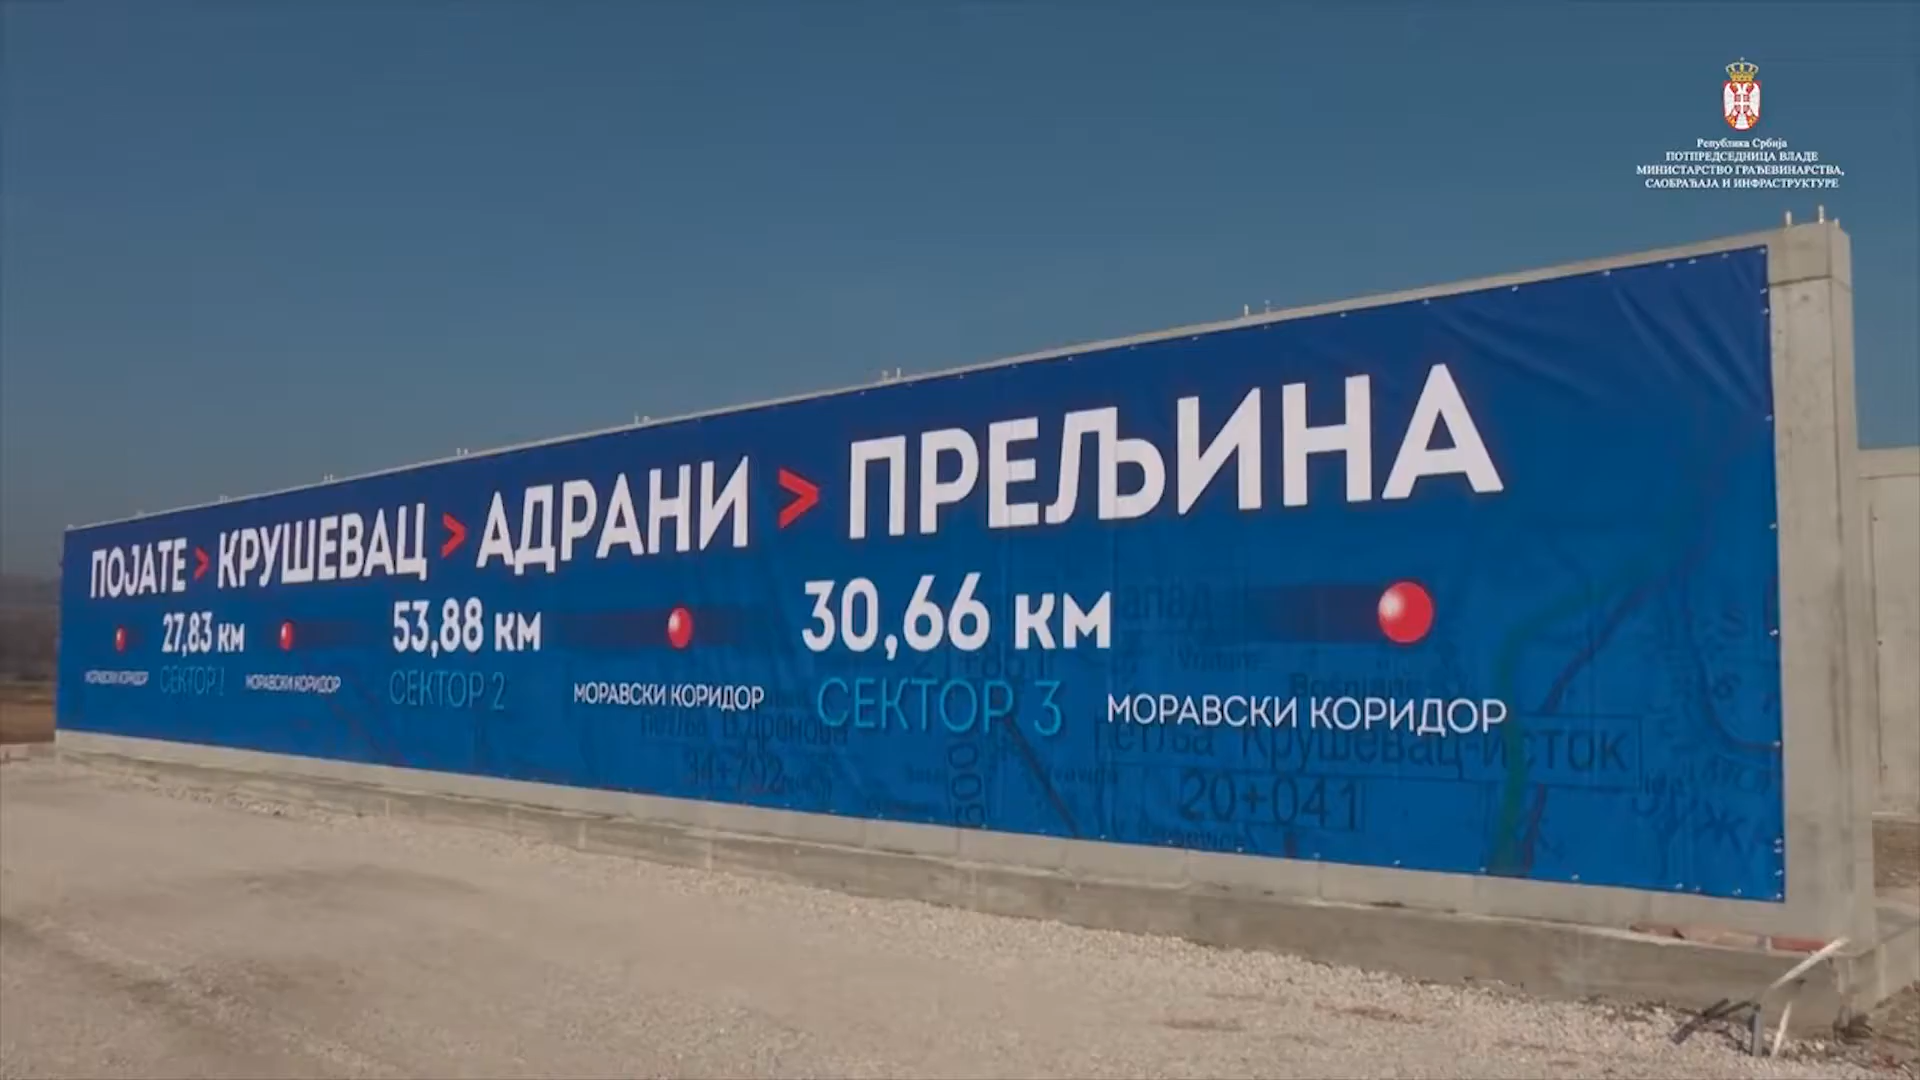 Република Србија
ПОТПРЕДСЕДНИЦА ВЛАДЕ
МИНИСТАРСТВО ГРАЂЕВИНАРСТВА,
САОБРАЋАЈА И ИНФРАСТРУКТУРЕ
ПОЈАТЕ > КРУШЕВАЦ > АДРАНИ > ПРЕЉИНА
27,83 КМ 53,88 КМ 30,66 КМ
МОРАВСКИ КОРИДОР СЕКТОР 1 МОРАВСКИ КОРИДОР СЕКТОР 2 МОРАВСКИ КОРИДОР СЕКТОР 3 МОРАВСКИ КОРИДОР
петља Крушевац-исток
20+041